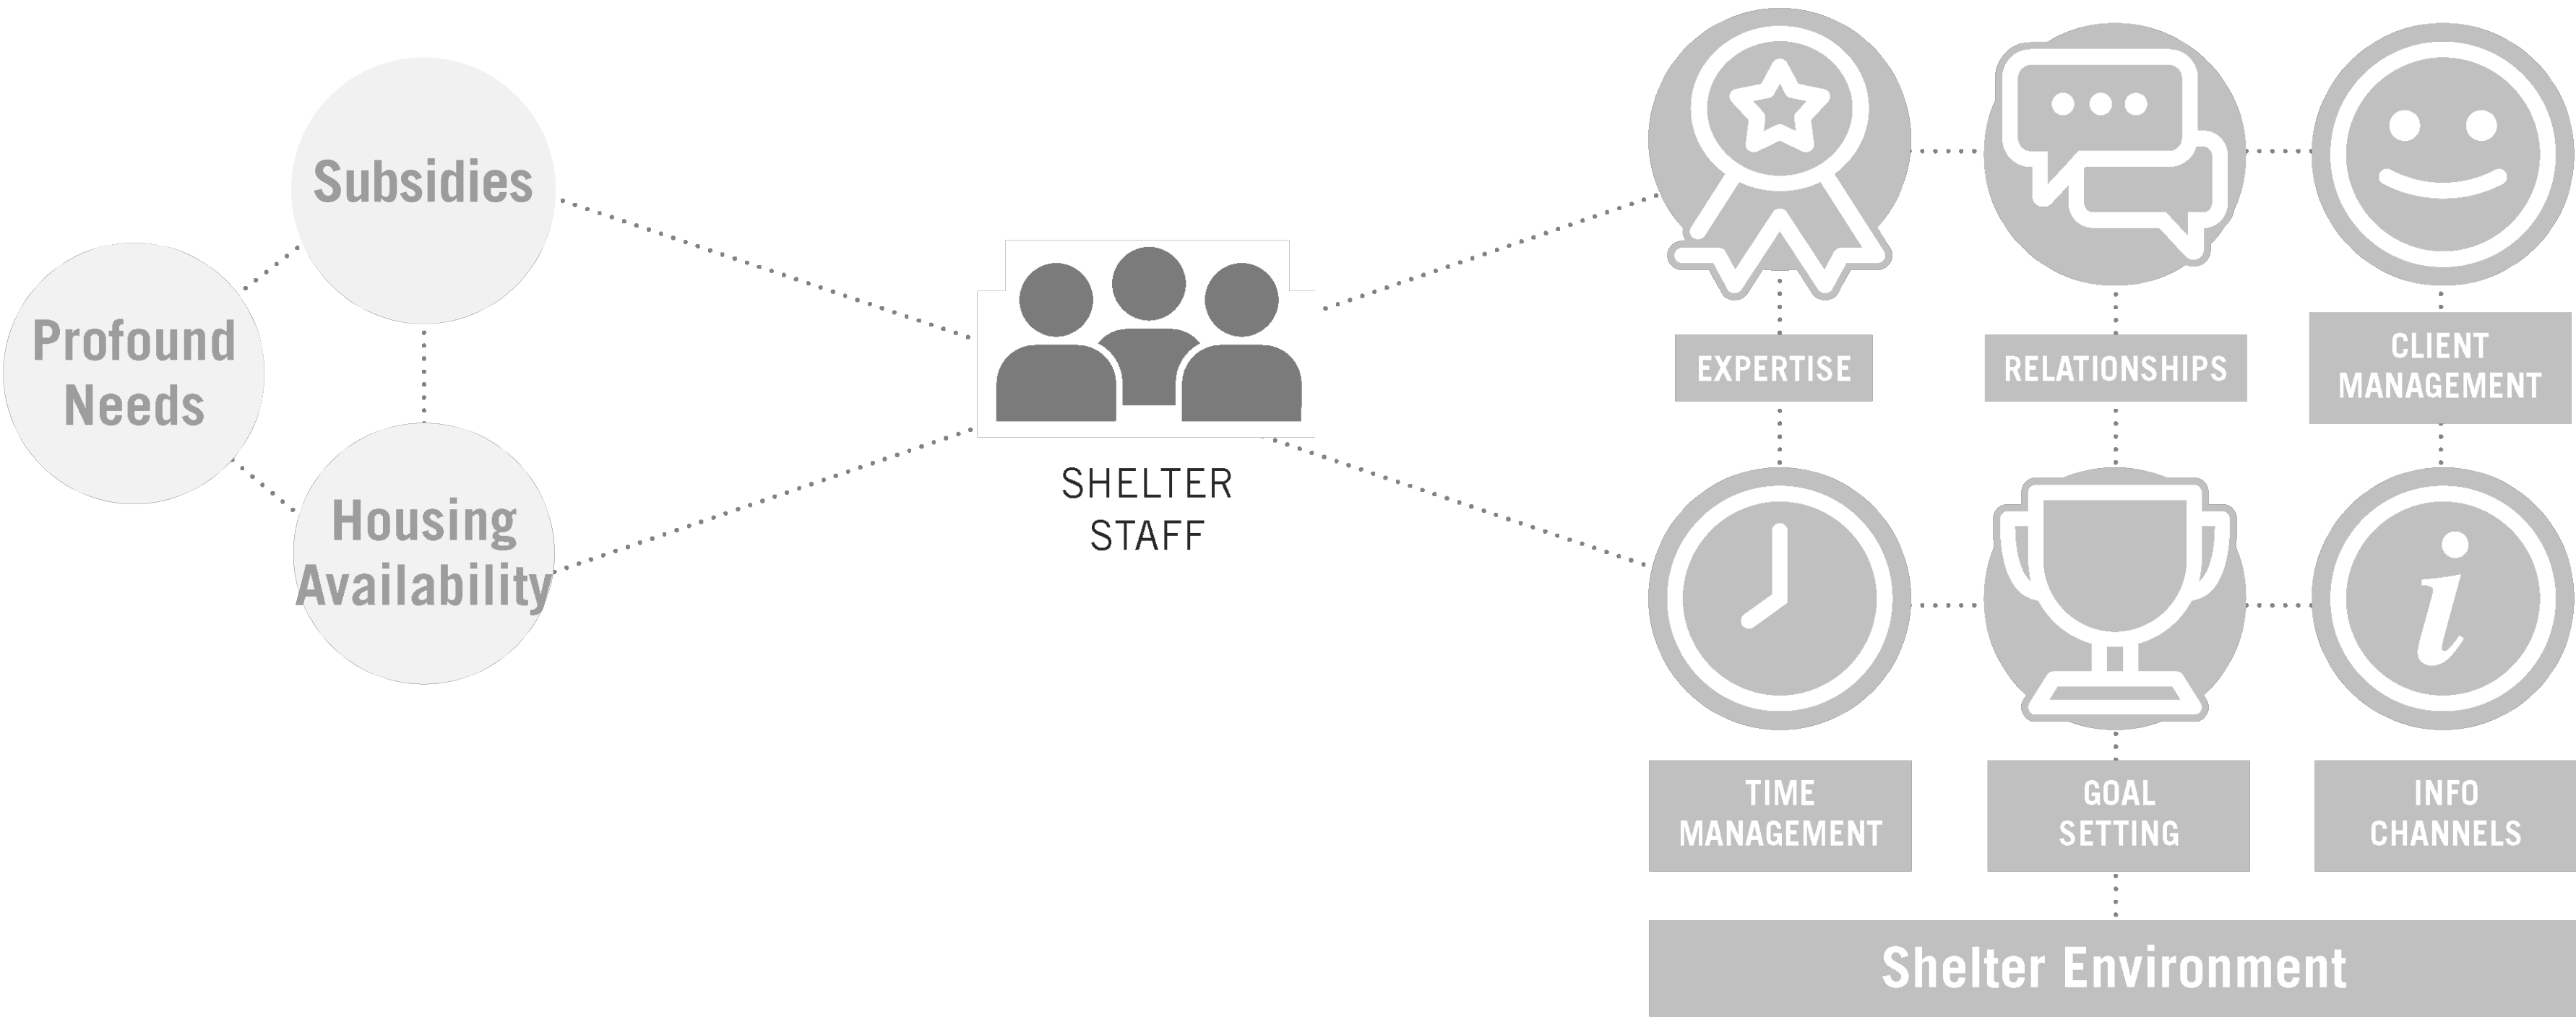 Subsidies
Profound
Needs
Housing
Availability
SHELTER
STAFF
EXPERTISE
RELATIONSHIPS
CLIENT
MANAGEMENT
TIME
MANAGEMENT
GOAL
SETTING
INFO
CHANNELS
Shelter Environment